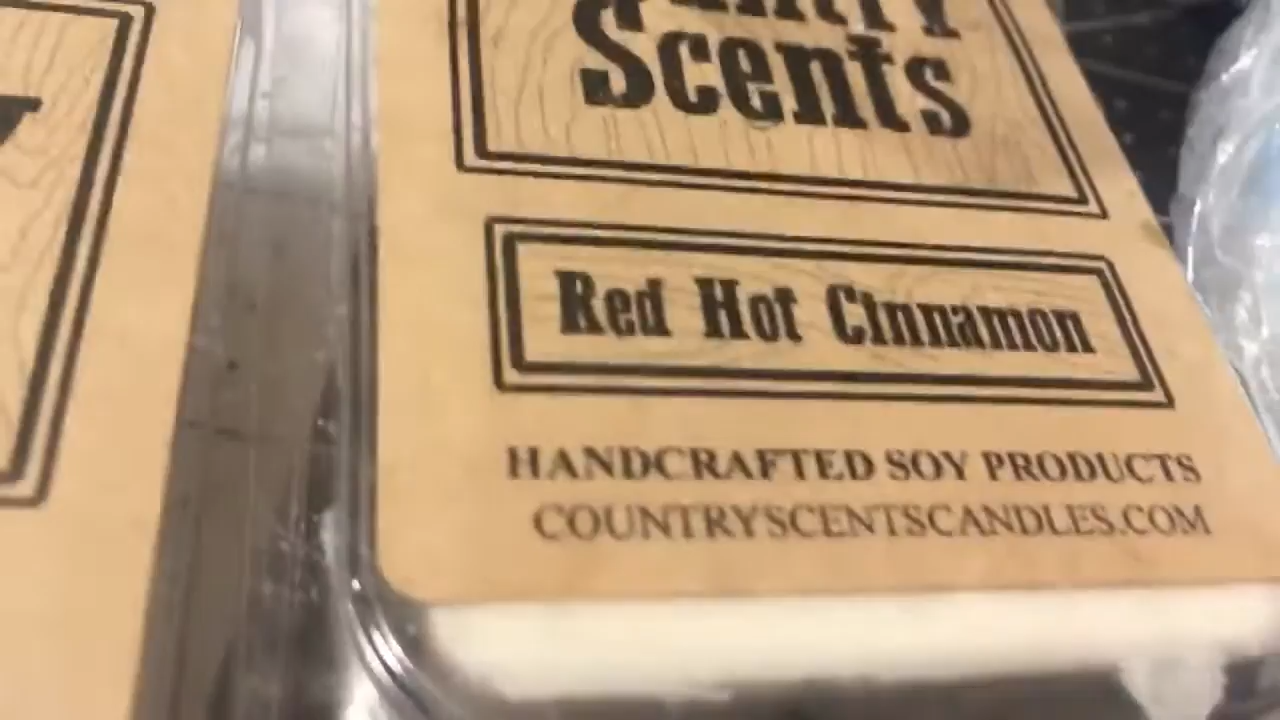 Scents
Red Hot Cinnamon
HANDCRAFTED SOY PRODUCTS
COUNTRYSCENTSCANDLES.COM